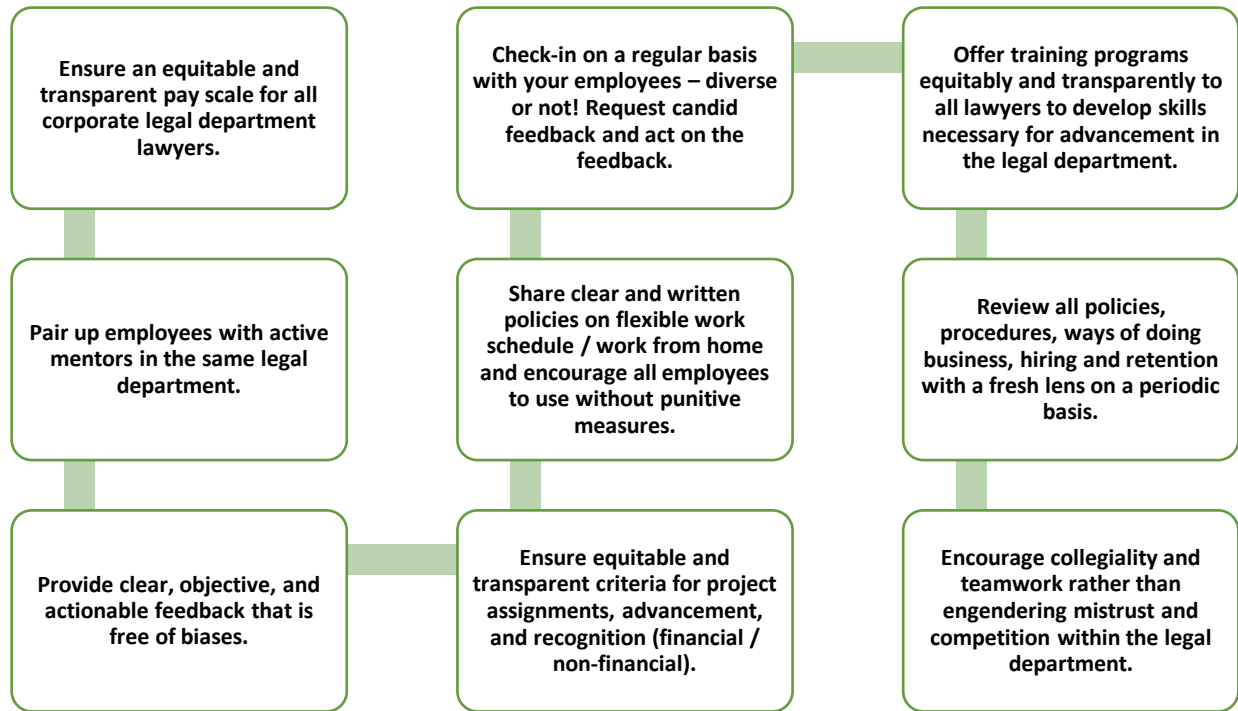 Ensure an equitable and
transparent pay scale for all
corporate legal department
lawyers.
Pair up employees with active
mentors in the same legal
department.
Provide clear, objective, and
actionable feedback that is
free of biases.
Ensure equitable and
transparent criteria for project
assignments, advancement,
and recognition (financial /
non-financial).
Share clear and written
policies on flexible work
schedule / work from home
and encourage all employees
to use without punitive
measures.
Check-in on a regular basis
with your employees – diverse
or not! Request candid
feedback and act on the
feedback.
Offer training programs
equitably and transparently to
all lawyers to develop skills
necessary for advancement in
the legal department.
Review all policies,
procedures, ways of doing
business, hiring and retention
with a fresh lens on a periodic
basis.
Encourage collegiality and
teamwork rather than
engendering mistrust and
competition within the legal
department.